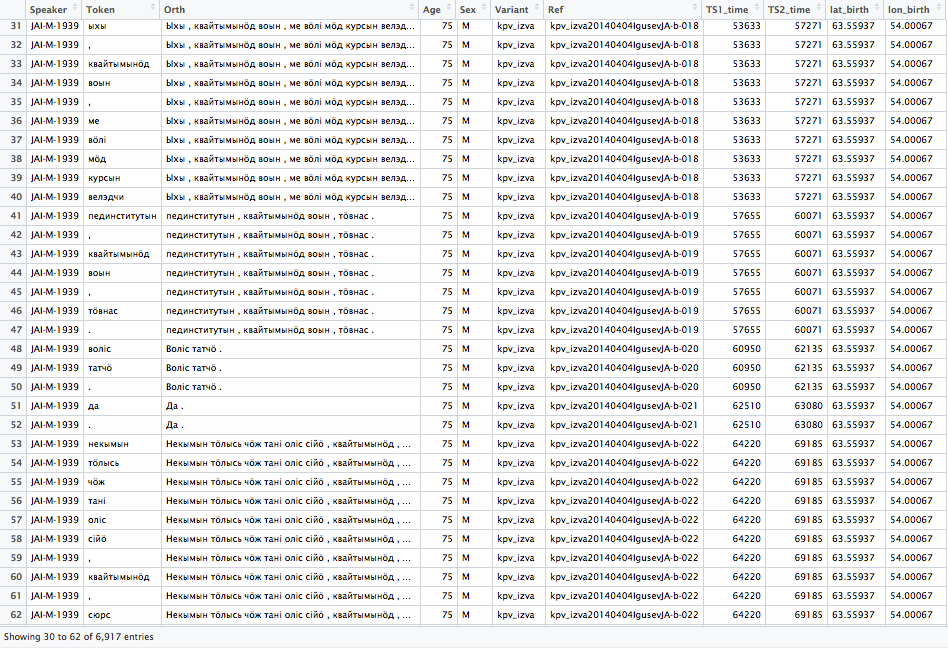 Speaker Token Orth Age Sex Variant Ref TS1_time TS2_time lat_birth lon_birth
31 JAI-M-1939 ыхы Ыхы , квайтымынӧд воын , ме вӧлі мӧд курсын велэд... 75 M kpv_izva kpv_izva20140404IgusevJA-b-018 53633 57271 63.55937 54.00067
32 JAI-M-1939 , Ыхы , квайтымынӧд воын , ме вӧлі мӧд курсын велэд... 75 M kpv_izva kpv_izva20140404IgusevJA-b-018 53633 57271 63.55937 54.00067
33 JAI-M-1939 квайтымынӧд Ыхы , квайтымынӧд воын , ме вӧлі мӧд курсын велэд... 75 M kpv_izva kpv_izva20140404IgusevJA-b-018 53633 57271 63.55937 54.00067
34 JAI-M-1939 воын Ыхы , квайтымынӧд воын , ме вӧлі мӧд курсын велэд... 75 M kpv_izva kpv_izva20140404IgusevJA-b-018 53633 57271 63.55937 54.00067
35 JAI-M-1939 , Ыхы , квайтымынӧд воын , ме вӧлі мӧд курсын велэд... 75 M kpv_izva kpv_izva20140404IgusevJA-b-018 53633 57271 63.55937 54.00067
36 JAI-M-1939 ме Ыхы , квайтымынӧд воын , ме вӧлі мӧд курсын велэд... 75 M kpv_izva kpv_izva20140404IgusevJA-b-018 53633 57271 63.55937 54.00067
37 JAI-M-1939 вӧлі Ыхы , квайтымынӧд воын , ме вӧлі мӧд курсын велэд... 75 M kpv_izva kpv_izva20140404IgusevJA-b-018 53633 57271 63.55937 54.00067
38 JAI-M-1939 мӧд Ыхы , квайтымынӧд воын , ме вӧлі мӧд курсын велэд... 75 M kpv_izva kpv_izva20140404IgusevJA-b-018 53633 57271 63.55937 54.00067
39 JAI-M-1939 курсын Ыхы , квайтымынӧд воын , ме вӧлі мӧд курсын велэд... 75 M kpv_izva kpv_izva20140404IgusevJA-b-018 53633 57271 63.55937 54.00067
40 JAI-M-1939 велэдчи Ыхы , квайтымынӧд воын , ме вӧлі мӧд курсын велэд... 75 M kpv_izva kpv_izva20140404IgusevJA-b-018 53633 57271 63.55937 54.00067
41 JAI-M-1939 пединститутын пединститутын , квайтымынӧд воын , тӧвнас . 75 M kpv_izva kpv_izva20140404IgusevJA-b-019 57655 60071 63.55937 54.00067
42 JAI-M-1939 , пединститутын , квайтымынӧд воын , тӧвнас . 75 M kpv_izva kpv_izva20140404IgusevJA-b-019 57655 60071 63.55937 54.00067
43 JAI-M-1939 квайтымынӧд пединститутын , квайтымынӧд воын , тӧвнас . 75 M kpv_izva kpv_izva20140404IgusevJA-b-019 57655 60071 63.55937 54.00067
44 JAI-M-1939 воын пединститутын , квайтымынӧд воын , тӧвнас . 75 M kpv_izva kpv_izva20140404IgusevJA-b-019 57655 60071 63.55937 54.00067
45 JAI-M-1939 , пединститутын , квайтымынӧд воын , тӧвнас . 75 M kpv_izva kpv_izva20140404IgusevJA-b-019 57655 60071 63.55937 54.00067
46 JAI-M-1939 тӧвнас пединститутын , квайтымынӧд воын , тӧвнас . 75 M kpv_izva kpv_izva20140404IgusevJA-b-019 57655 60071 63.55937 54.00067
47 JAI-M-1939 . пединститутын , квайтымынӧд воын , тӧвнас . 75 M kpv_izva kpv_izva20140404IgusevJA-b-019 57655 60071 63.55937 54.00067
48 JAI-M-1939 воліс Воліс татчӧ . 75 M kpv_izva kpv_izva20140404IgusevJA-b-020 60950 62135 63.55937 54.00067
49 JAI-M-1939 татчӧ Воліс татчӧ . 75 M kpv_izva kpv_izva20140404IgusevJA-b-020 60950 62135 63.55937 54.00067
50 JAI-M-1939 . Воліс татчӧ . 75 M kpv_izva kpv_izva20140404IgusevJA-b-020 60950 62135 63.55937 54.00067
51 JAI-M-1939 да Да . 75 M kpv_izva kpv_izva20140404IgusevJA-b-021 62510 63080 63.55937 54.00067
52 JAI-M-1939 . Да . 75 M kpv_izva kpv_izva20140404IgusevJA-b-021 62510 63080 63.55937 54.00067
53 JAI-M-1939 некымын Некымын тӧлысь чӧж тані оліс сійӧ , квайтымынӧд , ... 75 M kpv_izva kpv_izva20140404IgusevJA-b-022 64220 69185 63.55937 54.00067
54 JAI-M-1939 тӧлысь Некымын тӧлысь чӧж тані оліс сійӧ , квайтымынӧд , ... 75 M kpv_izva kpv_izva20140404IgusevJA-b-022 64220 69185 63.55937 54.00067
55 JAI-M-1939 чӧж Некымын тӧлысь чӧж тані оліс сійӧ , квайтымынӧд , ... 75 M kpv_izva kpv_izva20140404IgusevJA-b-022 64220 69185 63.55937 54.00067
56 JAI-M-1939 тані Некымын тӧлысь чӧж тані оліс сійӧ , квайтымынӧд , ... 75 M kpv_izva kpv_izva20140404IgusevJA-b-022 64220 69185 63.55937 54.00067
57 JAI-M-1939 оліс Некымын тӧлысь чӧж тані оліс сійӧ , квайтымынӧд , ... 75 M kpv_izva kpv_izva20140404IgusevJA-b-022 64220 69185 63.55937 54.00067
58 JAI-M-1939 сійӧ Некымын тӧлысь чӧж тані оліс сійӧ , квайтымынӧд , ... 75 M kpv_izva kpv_izva20140404IgusevJA-b-022 64220 69185 63.55937 54.00067
59 JAI-M-1939 , Некымын тӧлысь чӧж тані оліс сійӧ , квайтымынӧд , ... 75 M kpv_izva kpv_izva20140404IgusevJA-b-022 64220 69185 63.55937 54.00067
60 JAI-M-1939 квайтымынӧд Некымын тӧлысь чӧж тані оліс сійӧ , квайтымынӧд , ... 75 M kpv_izva kpv_izva20140404IgusevJA-b-022 64220 69185 63.55937 54.00067
61 JAI-M-1939 , Некымын тӧлысь чӧж тані оліс сійӧ , квайтымынӧд , ... 75 M kpv_izva kpv_izva20140404IgusevJA-b-022 64220 69185 63.55937 54.00067
62 JAI-M-1939 сюрс Некымын тӧлысь чӧж тані оліс сійӧ , квайтымынӧд , ... 75 M kpv_izva kpv_izva20140404IgusevJA-b-022 64220 69185 63.55937 54.00067
Showing 30 to 62 of 6,917 entries